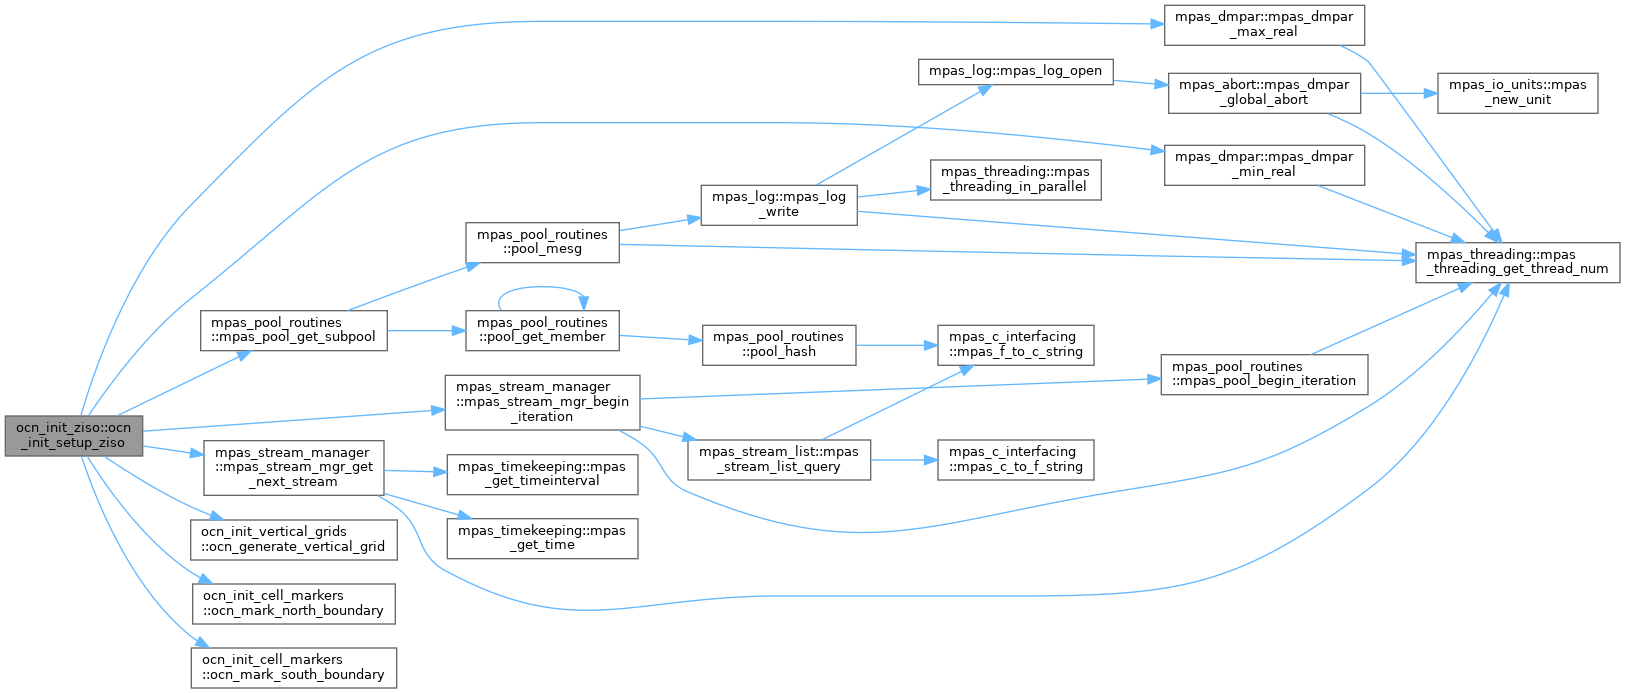 mpas_dmpar::mpas_dmpar
_max_real
mpas_log::mpas_log_open
mpas_abort::mpas_dmpar
_global_abort
mpas_io_units::mpas
_new_unit
mpas_dmpar::mpas_dmpar
_min_real
mpas_threading::mpas
_threading_in_parallel
mpas_log::mpas_log
_write
mpas_pool_routines
::pool_mesg
mpas_threading::mpas
_threading_get_thread_num
mpas_pool_routines
::mpas_pool_get_subpool
mpas_pool_routines
::pool_get_member
mpas_pool_routines
::pool_hash
mpas_c_interfacing
::mpas_f_to_c_string
mpas_pool_routines
::mpas_pool_begin_iteration
mpas_stream_manager
::mpas_stream_mgr_begin
_iteration
ocn_init_ziso::ocn
_init_setup_ziso
mpas_stream_manager
::mpas_stream_mgr_get
_next_stream
mpas_stream_list::mpas
_stream_list_query
mpas_c_interfacing
::mpas_c_to_f_string
mpas_timekeeping::mpas
_get_timeinterval
mpas_timekeeping::mpas
_get_time
ocn_init_vertical_grids
::ocn_generate_vertical_grid
ocn_init_cell_markers
::ocn_mark_north_boundary
ocn_init_cell_markers
::ocn_mark_south_boundary